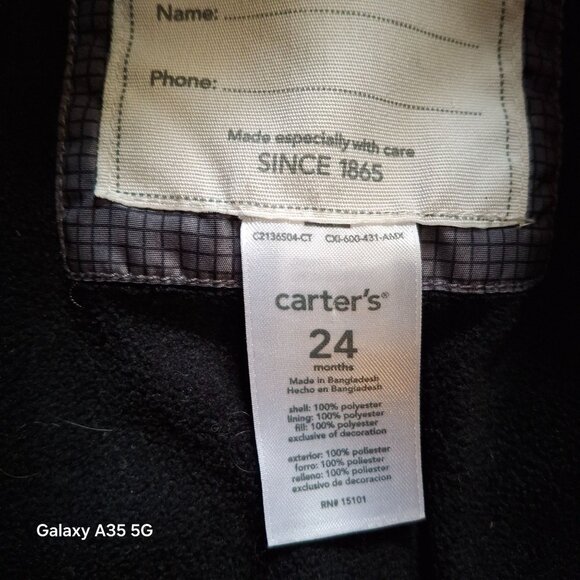 Name:
Phone:
Made especially with care
SINCE 1865
C2136504-CT CXI-600-431-AMX
carter's®
24
months
Made in Bangladesh
Hecho en Bangladesh
shell: 100% polyester
lining: 100% polyester
fill: 100% polyester
exclusive of decoration
exterior: 100% poliester
forro: 100% poliester
relleno: 100% poliester
exclusivo de decoracion
RN# 15101
Galaxy A35 5G